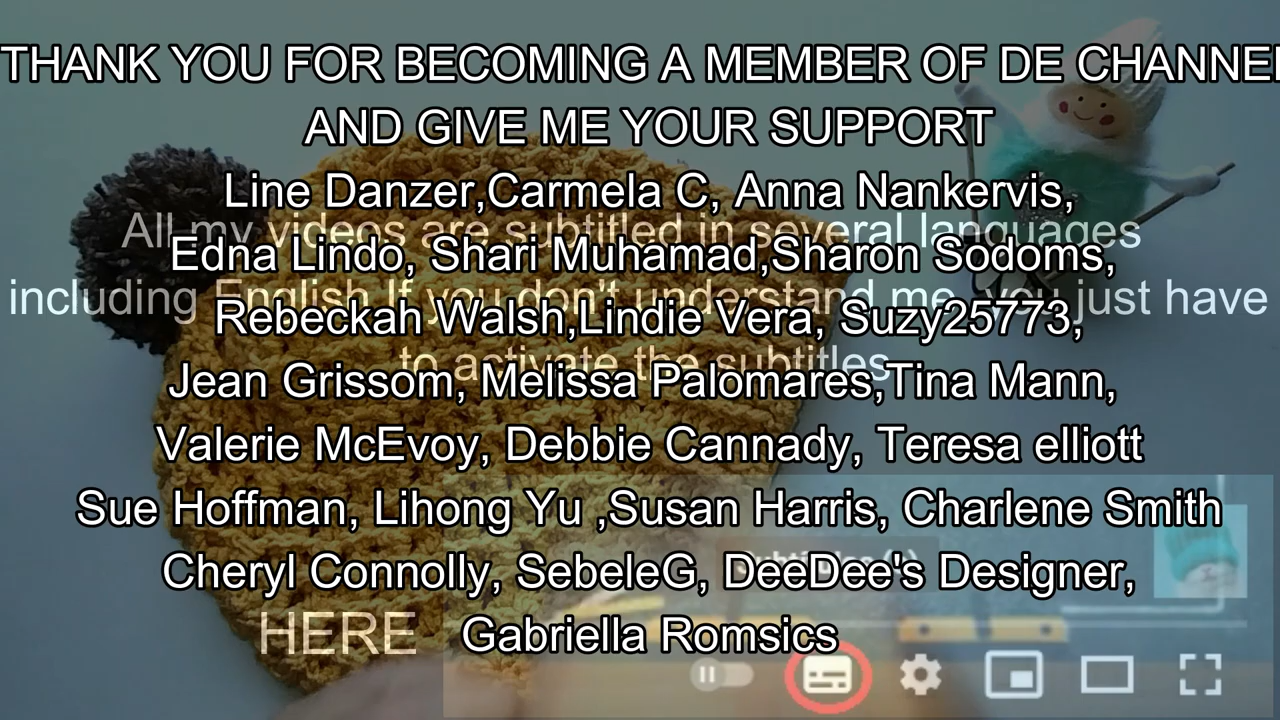 THANK YOU FOR BECOMING A MEMBER OF DE CHANNEL
AND GIVE ME YOUR SUPPORT
Line Danzer,Carmela C, Anna Nankervis,
All my videos are subtitled in several languages
Edna Lindo, Shari Muhamad,Sharon Sodoms,
including English If you don't understand me, you just have
Rebeckah Walsh,Lindie Vera, Suzy25773,
to activate the subtitles
Jean Grissom, Melissa Palomares,Tina Mann,
Valerie McEvoy, Debbie Cannady, Teresa elliott
Sue Hoffman, Lihong Yu ,Susan Harris, Charlene Smith
Cheryl Connolly, SebeleG, DeeDee's Designer,
HERE
Gabriella Romsics